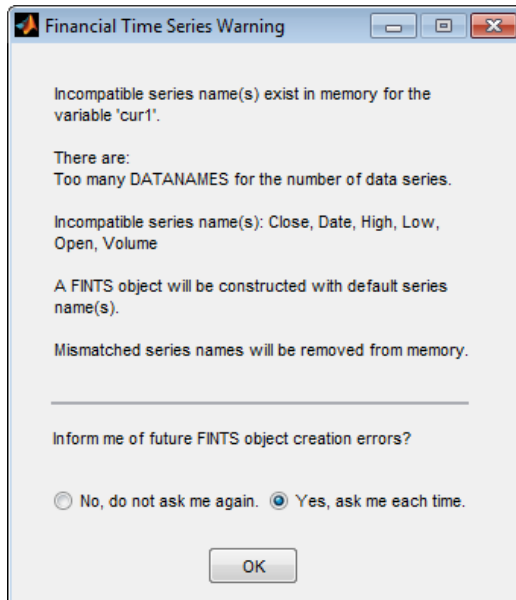 Financial Time Series Warning
Incompatible series name(s) exist in memory for the
variable 'cur1'.
There are:
Too many DATANAMES for the number of data series.
Incompatible series name(s): Close, Date, High, Low,
Open, Volume
A FINTS object will be constructed with default series
name(s).
Mismatched series names will be removed from memory.
Inform me of future FINTS object creation errors?
No, do not ask me again. Yes, ask me each time.
OK